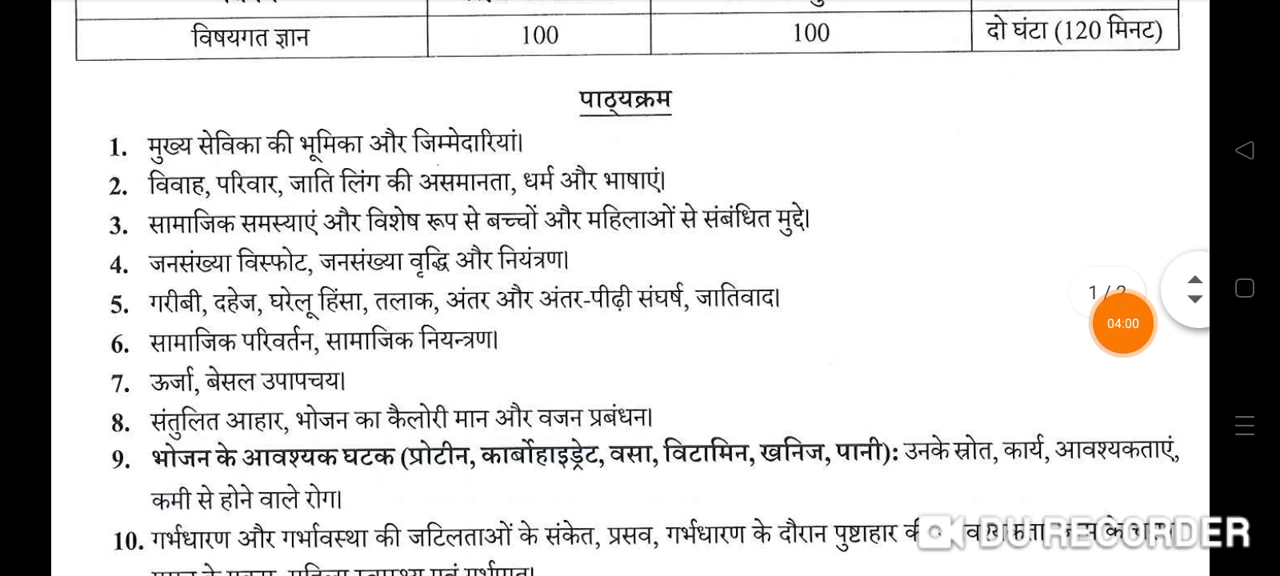 विषयगत ज्ञान 100 100 दो घंटा (120 मिनट)
पाठ्यक्रम
1. मुख्य सेविका की भूमिका और जिम्मेदारियां।
2. विवाह, परिवार, जाति लिंग की असमानता, धर्म और भाषाएं।
3. सामाजिक समस्याएं और विशेष रूप से बच्चों और महिलाओं से संबंधित मुद्दे।
4. जनसंख्या विस्फोट, जनसंख्या वृद्धि और नियंत्रण।
1 / 2
5. गरीबी, दहेज, घरेलू हिंसा, तलाक, अंतर और अंतर-पीढ़ी संघर्ष, जातिवाद।
04:00
6. सामाजिक परिवर्तन, सामाजिक नियन्त्रण।
7. ऊर्जा, बेसल उपापचय।
8. संतुलित आहार, भोजन का कैलोरी मान और वजन प्रबंधन।
9. भोजन के आवश्यक घटक (प्रोटीन, कार्बोहाइड्रेट, वसा, विटामिन, खनिज, पानी): उनके स्रोत, कार्य, आवश्यकताएं,
कमी से होने वाले रोग।
10. गर्भधारण और गर्भावस्था की जटिलताओं के संकेत, प्रसव, गर्भधारण के दौरान पुष्टाहार
DU RECORDER